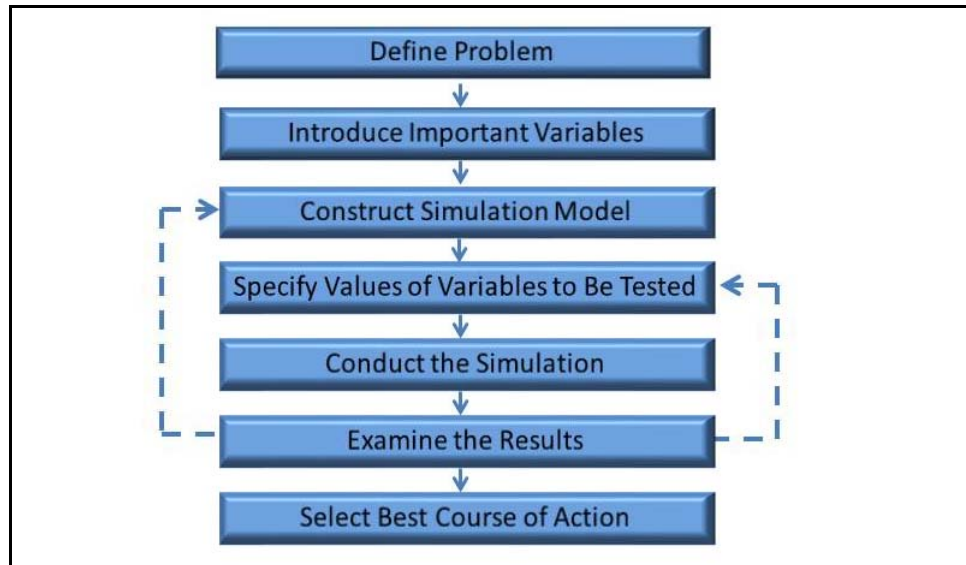 Define Problem
Introduce Important Variables
Construct Simulation Model
Specify Values of Variables to Be Tested
Conduct the Simulation
Examine the Results
Select Best Course of Action